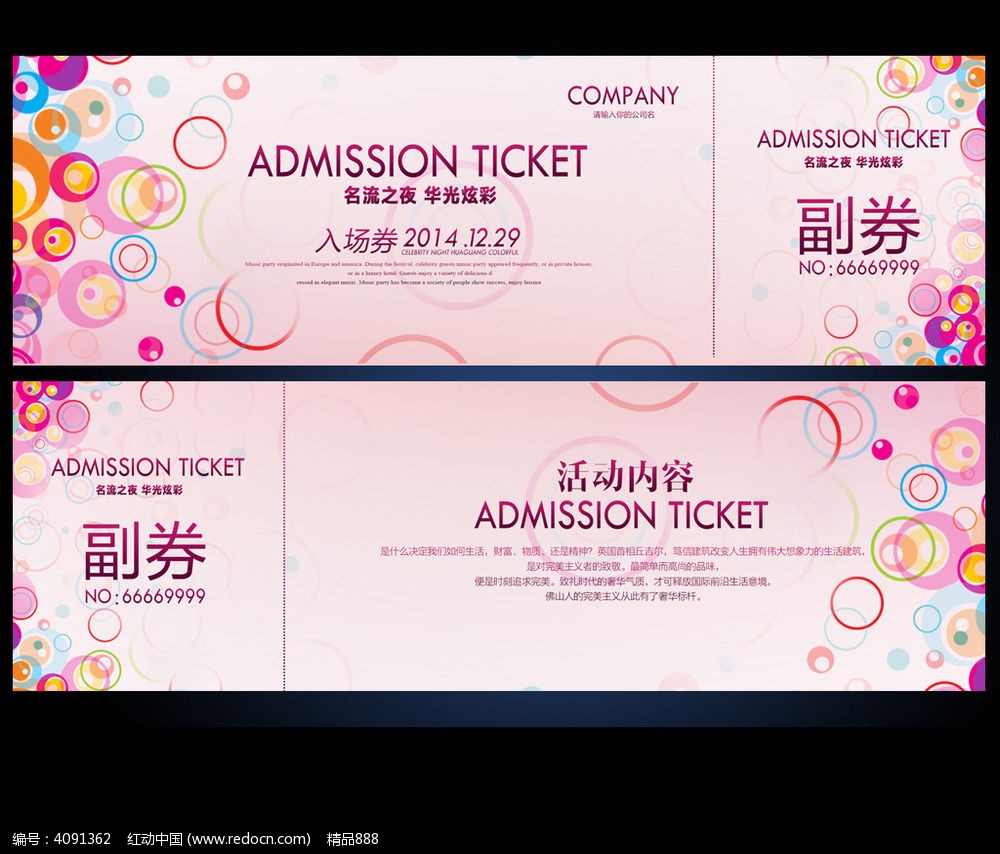 COMPANY
请输入你的公司名
ADMISSION TICKET
名流之夜 华光炫彩
入场券 2014.12.29
CELEBRITY NIGHT HUAGUANG COLORFUL
Music party originated in Europe and america. During the festival, celebrity guests music party appeared frequently, or in private houses,
or in a luxury hotel. Guests enjoy a variety of delicious d
ressed in elegant music. Music party has become a society of people show success, enjoy leisure
ADMISSION TICKET
名流之夜 华光炫彩
副券
NO:66669999
ADMISSION TICKET
名流之夜 华光炫彩
副券
NO:66669999
活动内容
ADMISSION TICKET
是什么决定我们如何生活，财富、物质、还是精神？英国首相丘吉尔，笃信建筑改变人生拥有伟大想象力的生活建筑，
是对完美主义者的致敬。最简单而高尚的品味，
便是时刻追求完美。致礼时代的奢华气质，才可释放国际前沿生活意境，
佛山人的完美主义从此有了奢华标杆。
编号：4091362 红动中国 (www.redocn.com) 精品888